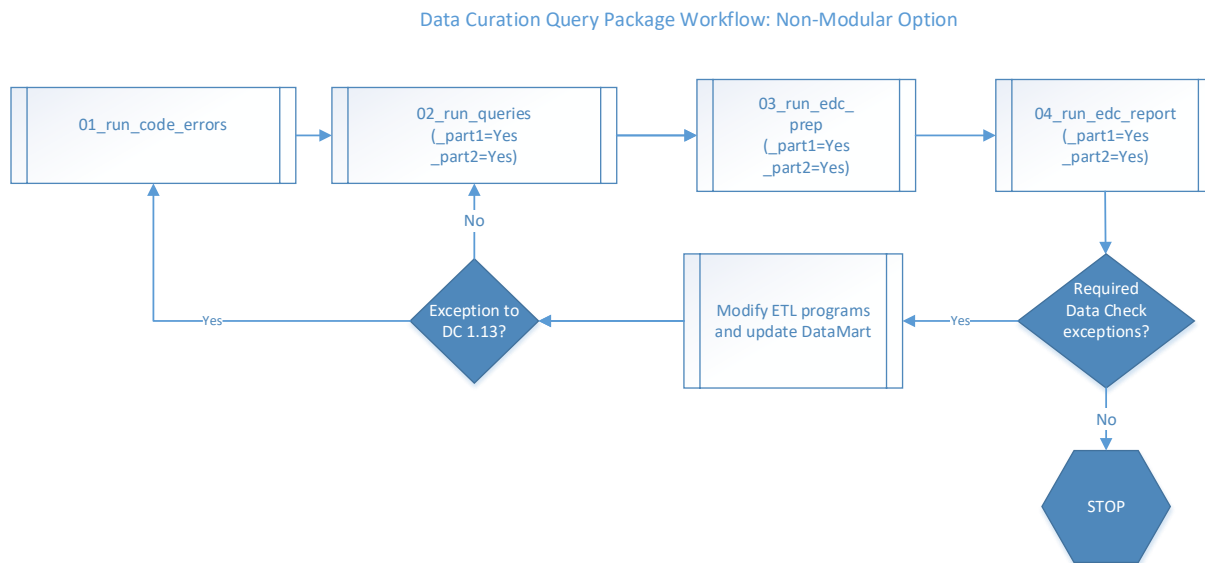 Data Curation Query Package Workflow: Non-Modular Option
01_run_code_errors
02_run_queries
(_part1=Yes
_part2=Yes)
03_run_edc_
prep
(_part1=Yes
_part2=Yes)
04_run_edc_report
(_part1=Yes
_part2=Yes)
No
Exception to
DC 1.13?
Yes
Modify ETL programs
and update DataMart
Yes
Required
Data Check
exceptions?
No
STOP